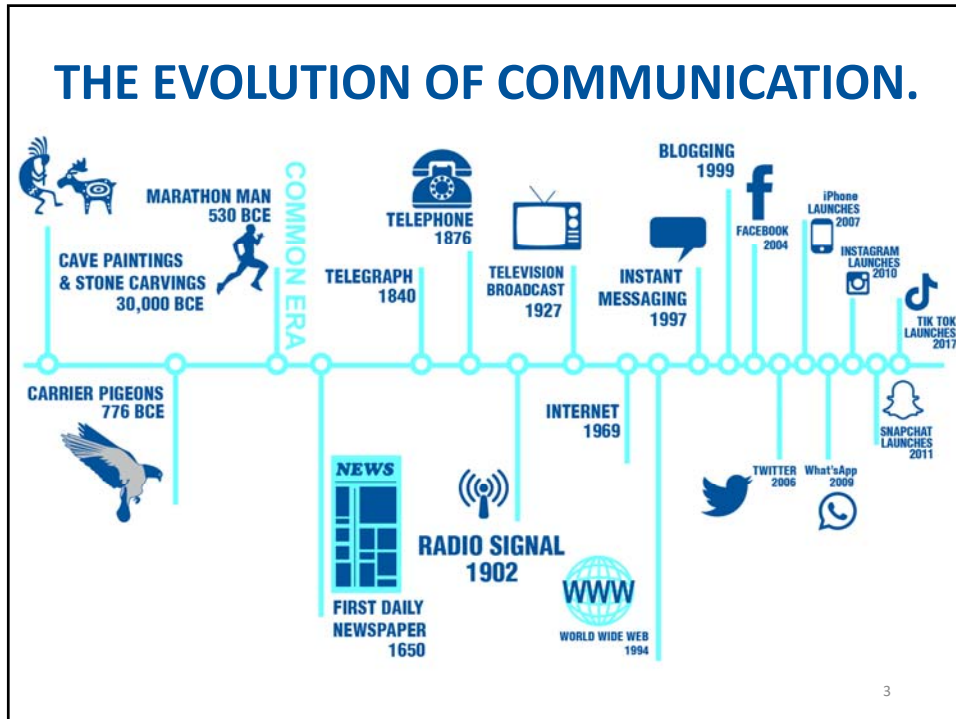 THE EVOLUTION OF COMMUNICATION.
CAVE PAINTINGS
& STONE CARVINGS
30,000 BCE
CARRIER PIGEONS
776 BCE
MARATHON MAN
530 BCE
COMMON ERA
NEWS
FIRST DAILY
NEWSPAPER
1650
TELEGRAPH
1840
TELEPHONE
1876
RADIO SIGNAL
1902
TELEVISION
BROADCAST
1927
INTERNET
1969
WWW
WORLD WIDE WEB
1994
INSTANT
MESSAGING
1997
BLOGGING
1999
FACEBOOK
2004
TWITTER
2006
iPhone
LAUNCHES
2007
What'sApp
2009
INSTAGRAM
LAUNCHES
2010
SNAPCHAT
LAUNCHES
2011
TIK TOK
LAUNCHES
2017
3